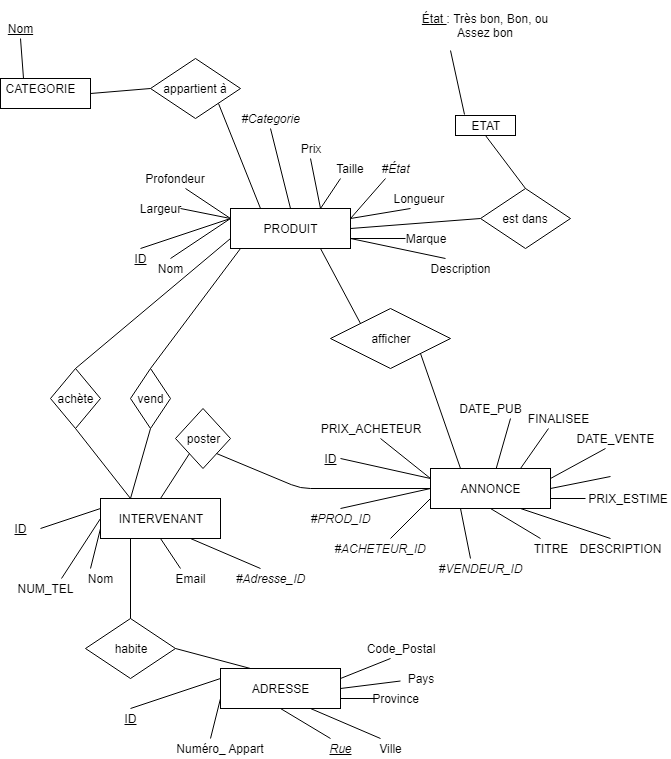 État : Très bon, Bon, ou
Assez bon
Nom
CATEGORIE
appartient à
#Categorie
ETAT
Prix
Taille
#État
Profondeur
Longueur
Largeur
PRODUIT
est dans
Marque
ID
Nom
Description
afficher
achète
vend
DATE_PUB
FINALISEE
PRIX_ACHETEUR
poster
DATE_VENTE
ID
ANNONCE
PRIX_ESTIME
#PROD_ID
INTERVENANT
ID
#ACHETEUR_ID
TITRE
DESCRIPTION
#VENDEUR_ID
Nom
Email
#Adresse_ID
NUM_TEL
habite
Code_Postal
Pays
ADRESSE
Province
ID
Numéro_ Appart
Rue
Ville